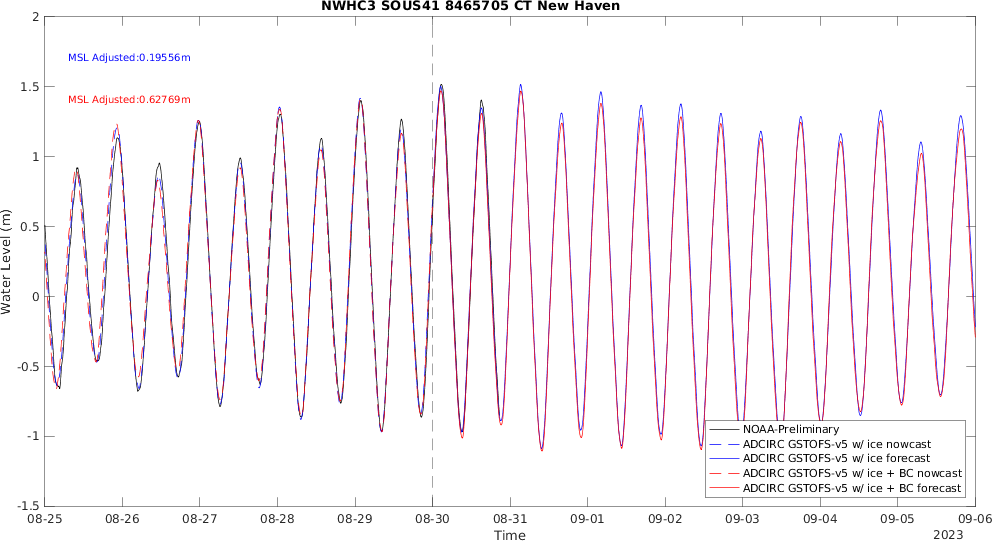 NWHC3 SOUS41 8465705 CT New Haven
2
1.5
1
0.5
0
-0.5
-1
-1.5
Water Level (m)
MSL Adjusted:0.19556m
MSL Adjusted:0.62769m
NOAA-Preliminary
ADCIRC GSTOFS-v5 w/ ice nowcast
ADCIRC GSTOFS-v5 w/ ice forecast
ADCIRC GSTOFS-v5 w/ ice + BC nowcast
ADCIRC GSTOFS-v5 w/ ice + BC forecast
08-25 08-26 08-27 08-28 08-29 08-30 08-31 09-01 09-02 09-03 09-04 09-05 09-06
Time
2023